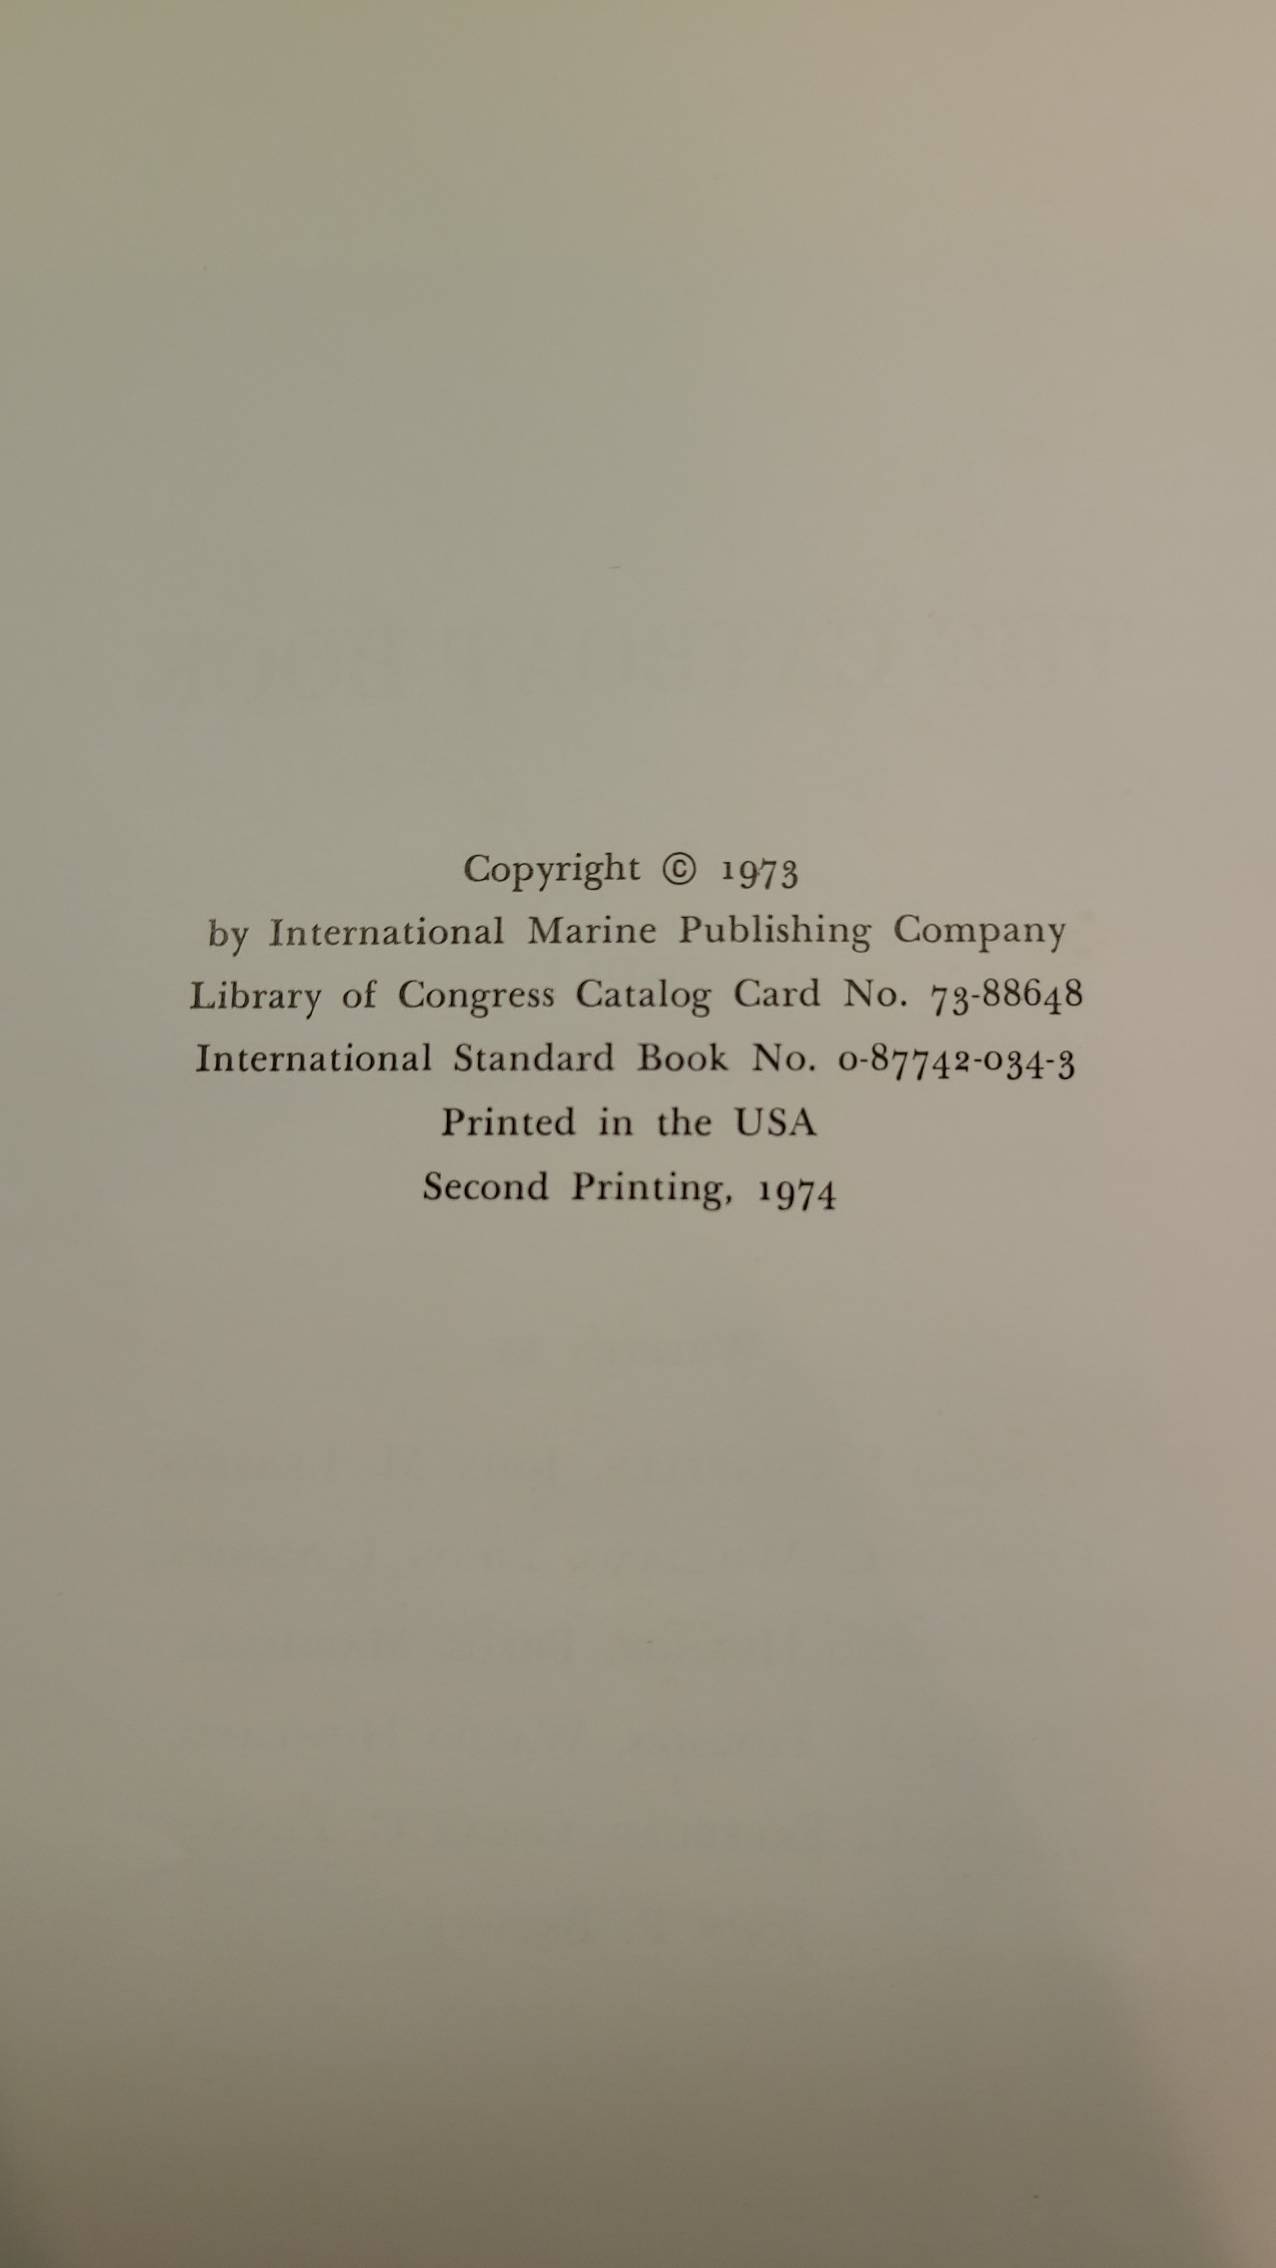 Copyright © 1973
by International Marine Publishing Company
Library of Congress Catalog Card No. 73-88648
International Standard Book No. 0-87742-034-3
Printed in the USA
Second Printing, 1974